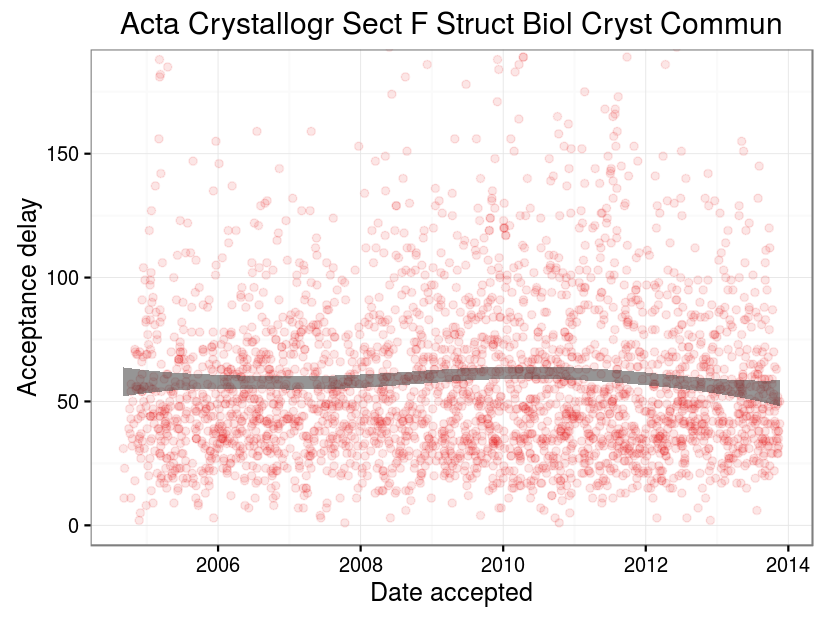 Acta Crystallogr Sect F Struct Biol Cryst Commun
Acceptance delay
150
100
50
0
2006 2008 2010 2012 2014
Date accepted